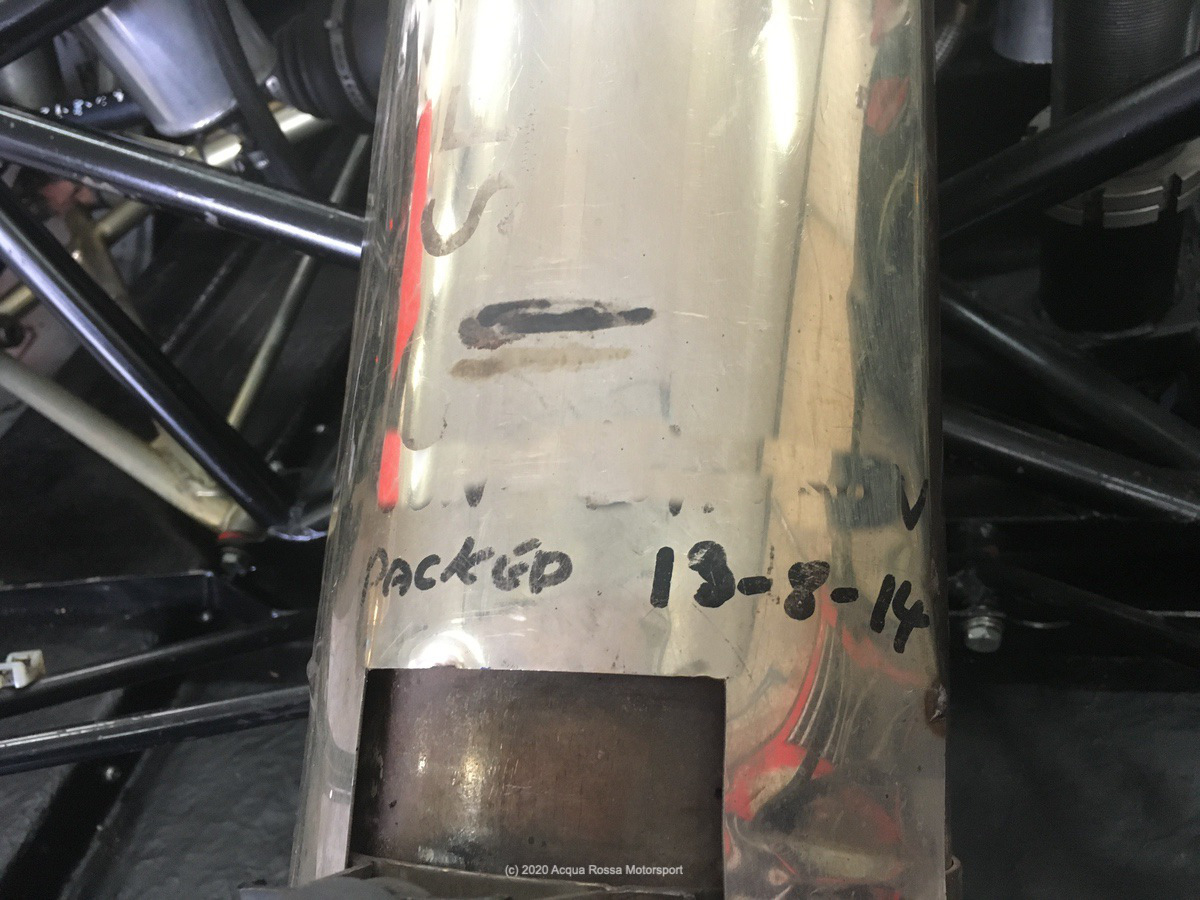 PACKED 13-8-14
(c) 2020 Acqua Rossa Motorsport